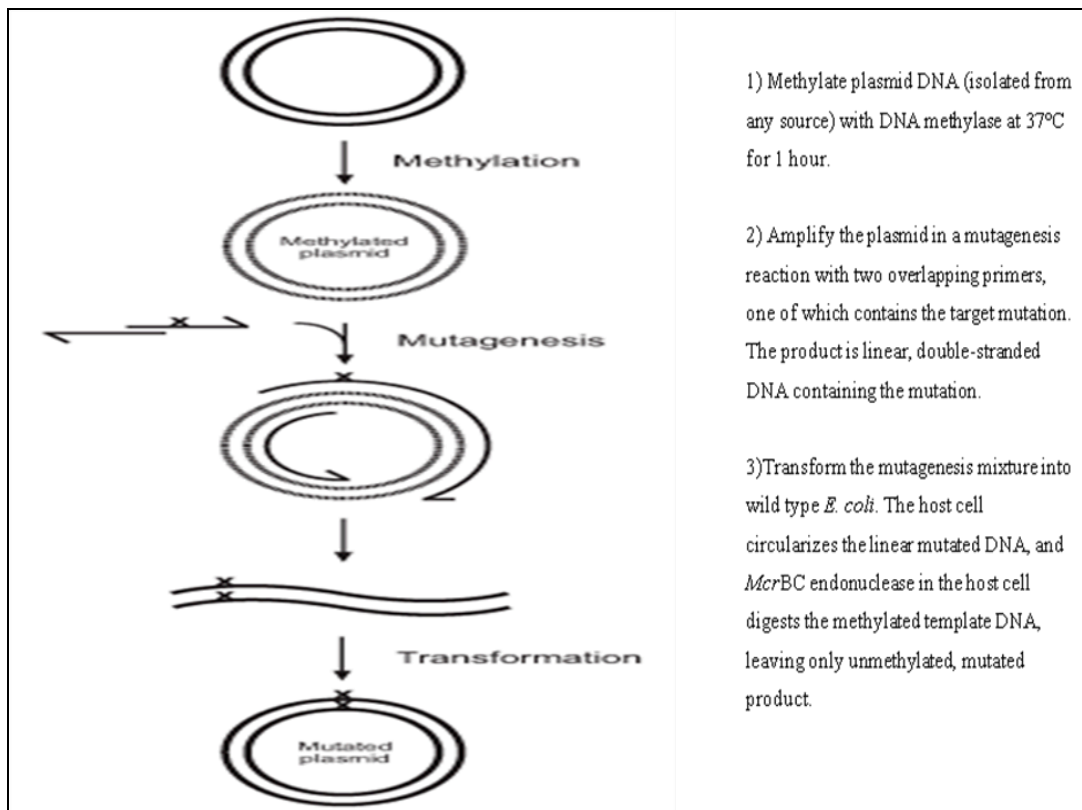 Methylation
Methylated
plasmid
x
Mutagenesis
x
x
x
Transformation
x
x
Mutated
plasmid
1) Methylate plasmid DNA (isolated from
any source) with DNA methylase at 37°C
for 1 hour.
2) Amplify the plasmid in a mutagenesis
reaction with two overlapping primers,
one of which contains the target mutation.
The product is linear, double-stranded
DNA containing the mutation.
3)Transform the mutagenesis mixture into
wild type E. coli. The host cell
circularizes the linear mutated DNA, and
McrBC endonuclease in the host cell
digests the methylated template DNA,
leaving only unmethylated, mutated
product.